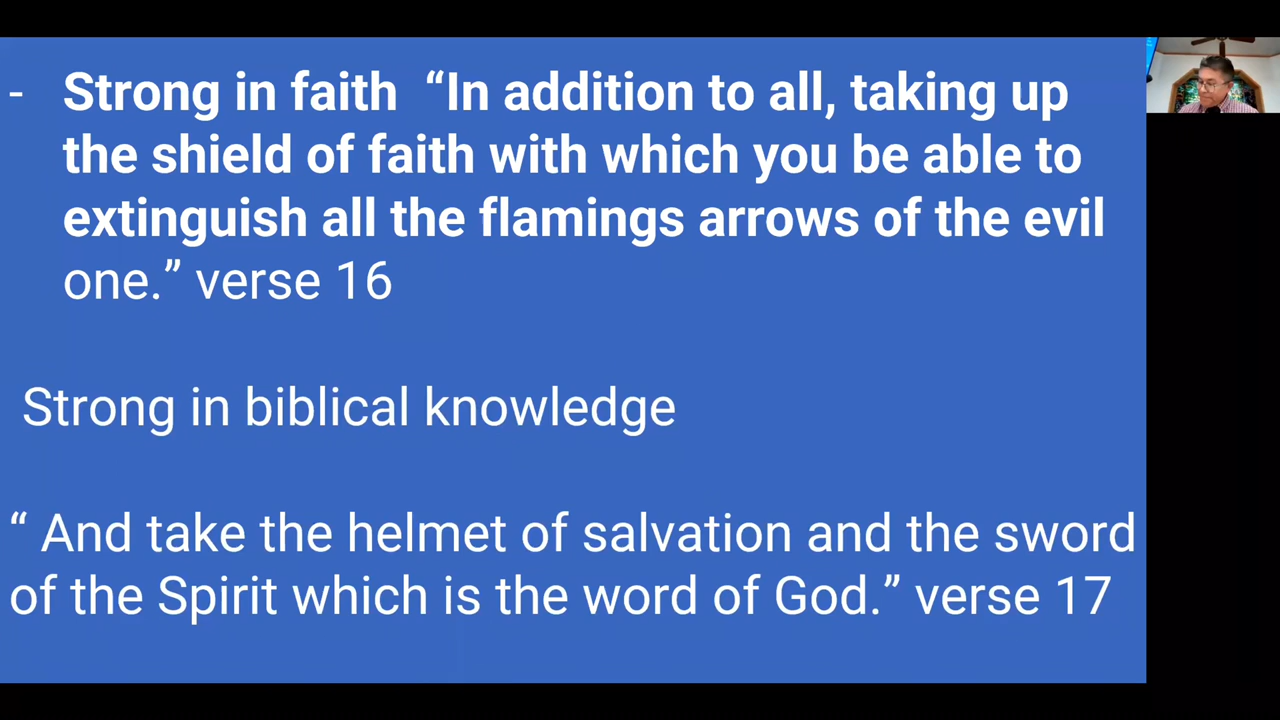 - Strong in faith “In addition to all, taking up
the shield of faith with which you be able to
extinguish all the flamings arrows of the evil
one.” verse 16
Strong in biblical knowledge
“ And take the helmet of salvation and the sword
of the Spirit which is the word of God.” verse 17